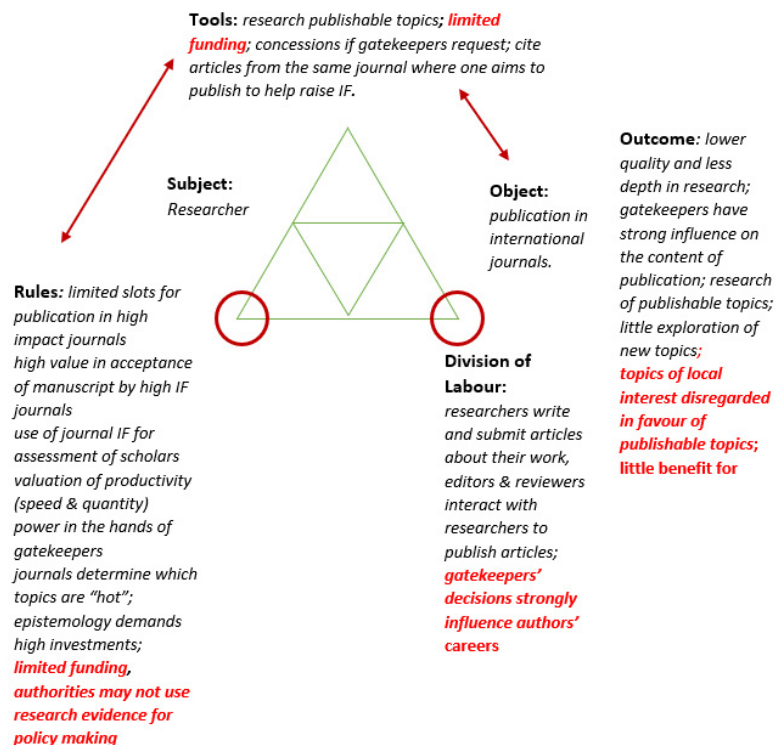 Tools: research publishable topics; limited
funding; concessions if gatekeepers request; cite
articles from the same journal where one aims to
publish to help raise IF.
Subject:
Researcher
Object:
publication in
international
journals.
Outcome: lower
quality and less
depth in research;
gatekeepers have
strong influence on
the content of
publication; research
of publishable topics;
little exploration of
new topics;
topics of local
interest disregarded
in favour of
publishable topics;
little benefit for
Rules: limited slots for
publication in high
impact journals
high value in acceptance
of manuscript by high IF
journals
use of journal IF for
assessment of scholars
valuation of productivity
(speed & quantity)
power in the hands of
gatekeepers
journals determine which
topics are “hot”;
epistemology demands
high investments;
limited funding,
authorities may not use
research evidence for
policy making
Division of
Labour:
researchers write
and submit articles
about their work,
editors & reviewers
interact with
researchers to
publish articles;
gatekeepers’
decisions strongly
influence authors’
careers